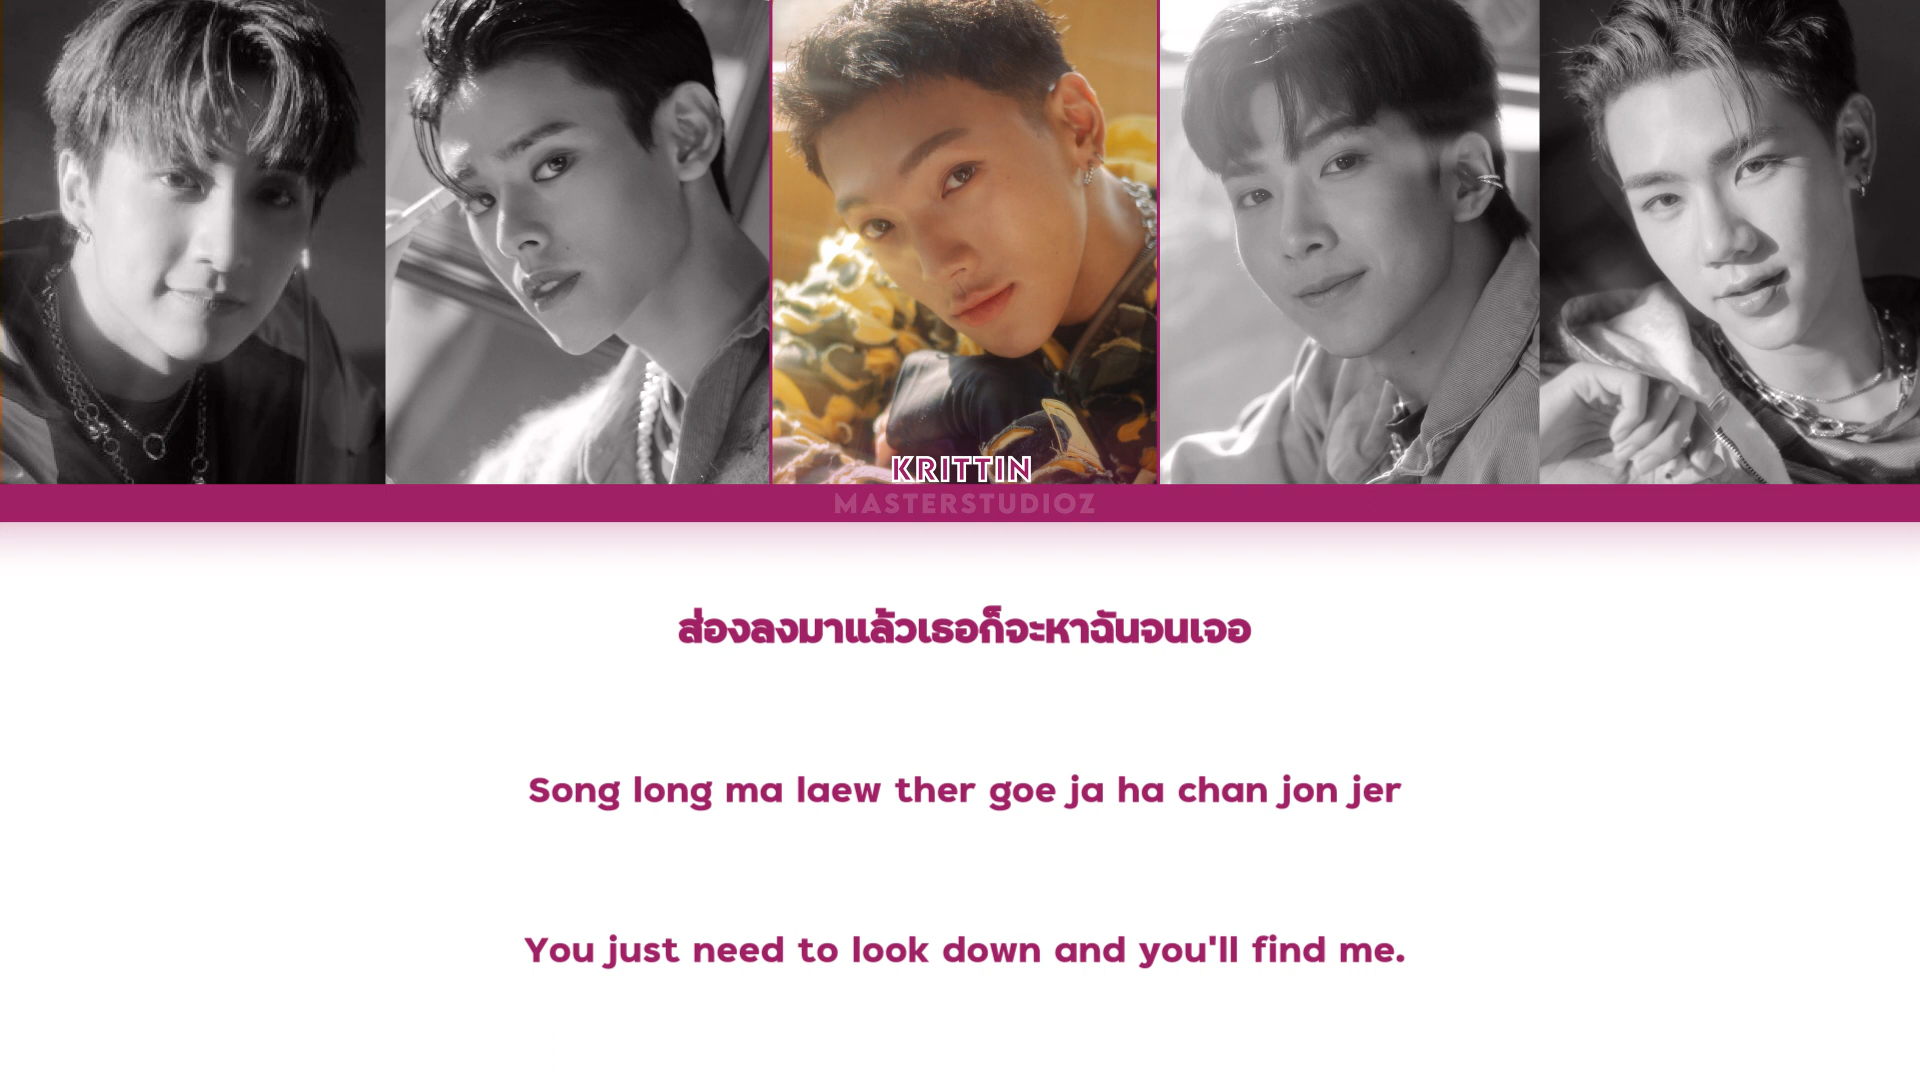 KRITTIN
MASTERSTUDIOZ
ส่องลงมาแล้วเธอก็จะหาฉันจนเจอ
Song long ma laew ther goe ja ha chan jon jer
You just need to look down and you'll find me.